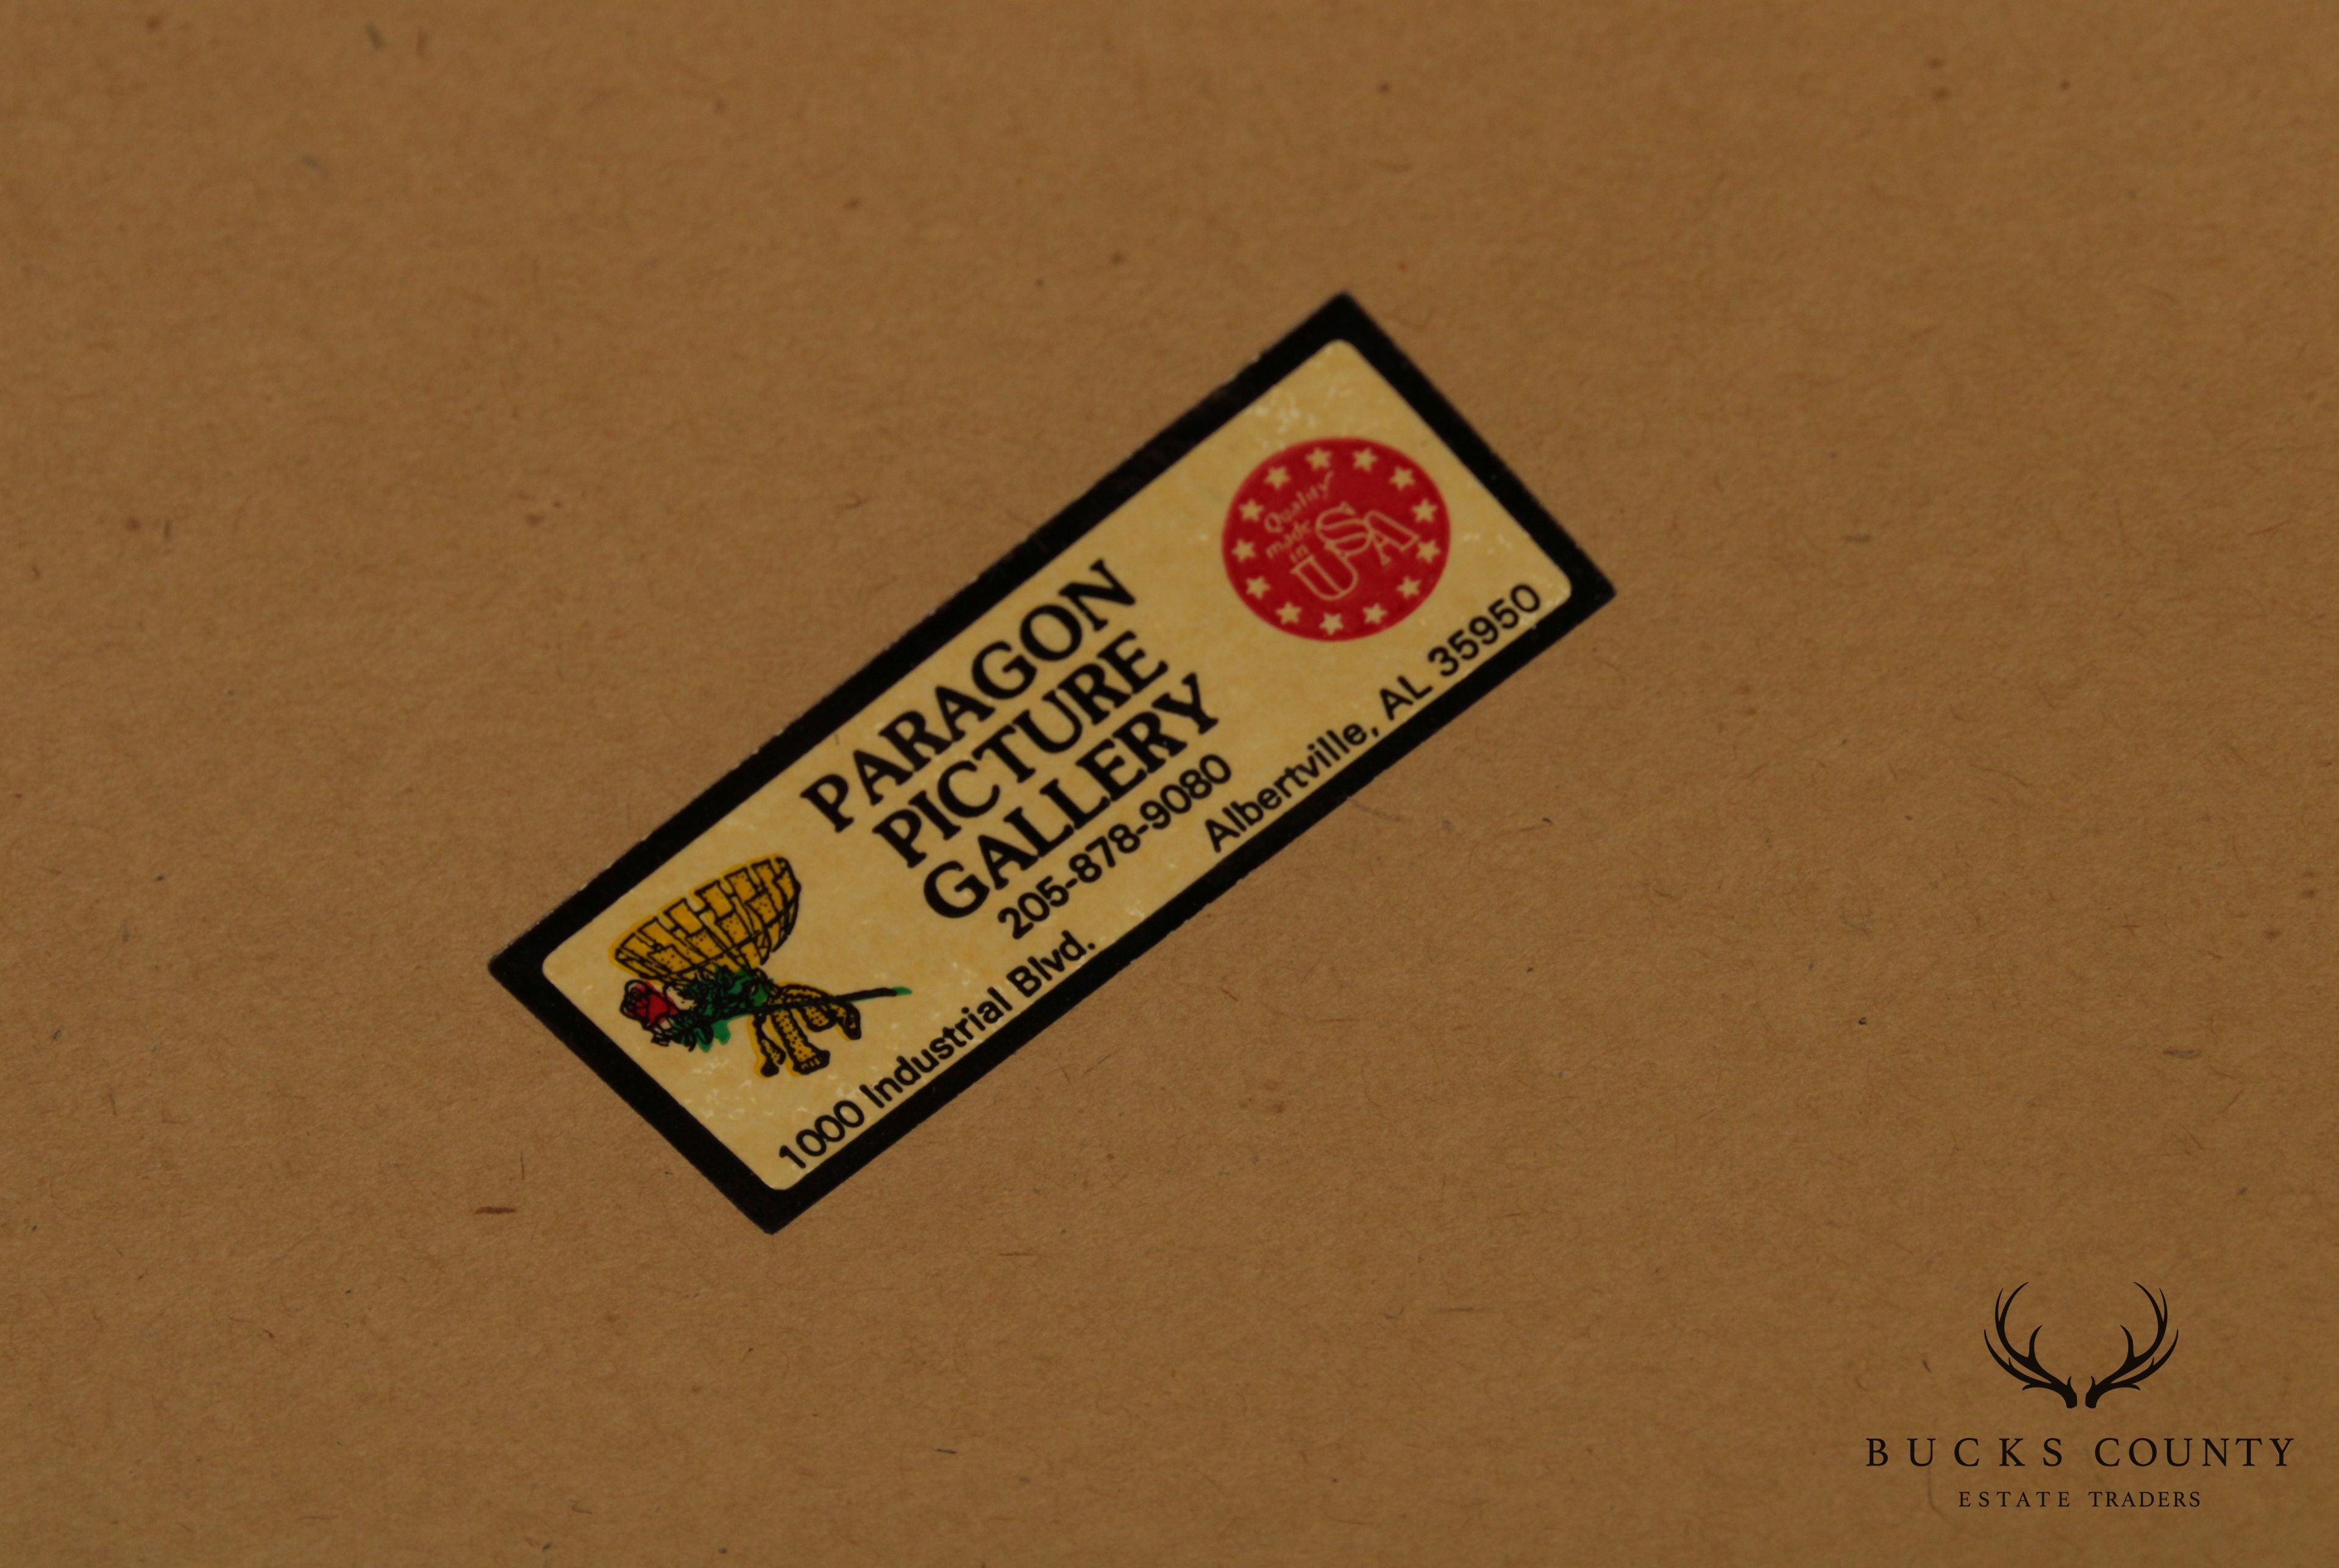 PARAGON
PICTURE
GALLERY
205-878-9080
1000 Industrial Blvd. Albertville, AL 35950
Quality
made
in
USA
BUCKS COUNTY
ESTATE TRADERS